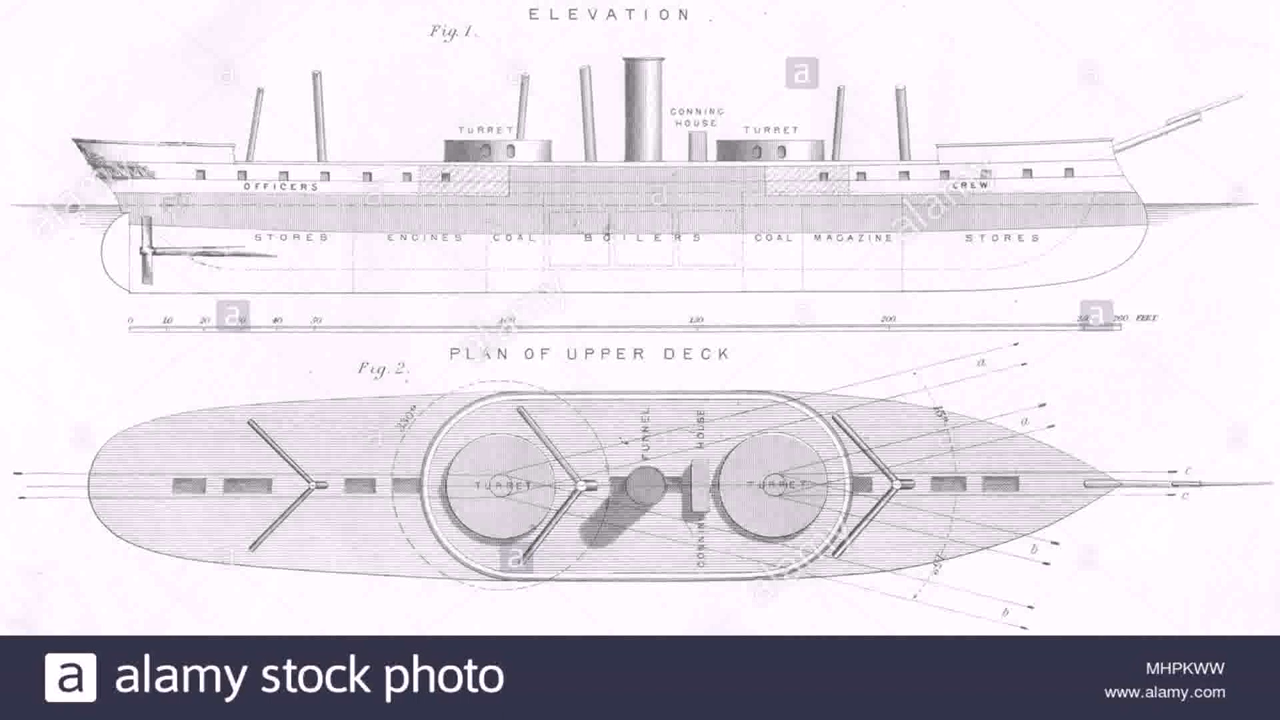 ELEVATION
Fig. 1.
CONNING
HOUSE
TURRET
TURRET
OFFICERS
CREW
STORES ENGINES COAL BOILERS COAL MAGAZINE STORES
0 10 20 30 40 50 100 150 200 250 260 FEET
PLAN OF UPPER DECK
Fig. 2.
a
a
FUNNEL
HOUSE
TURRET
TURRET
c
c
b
b
a alamy stock photo
MHPKWW
www.alamy.com